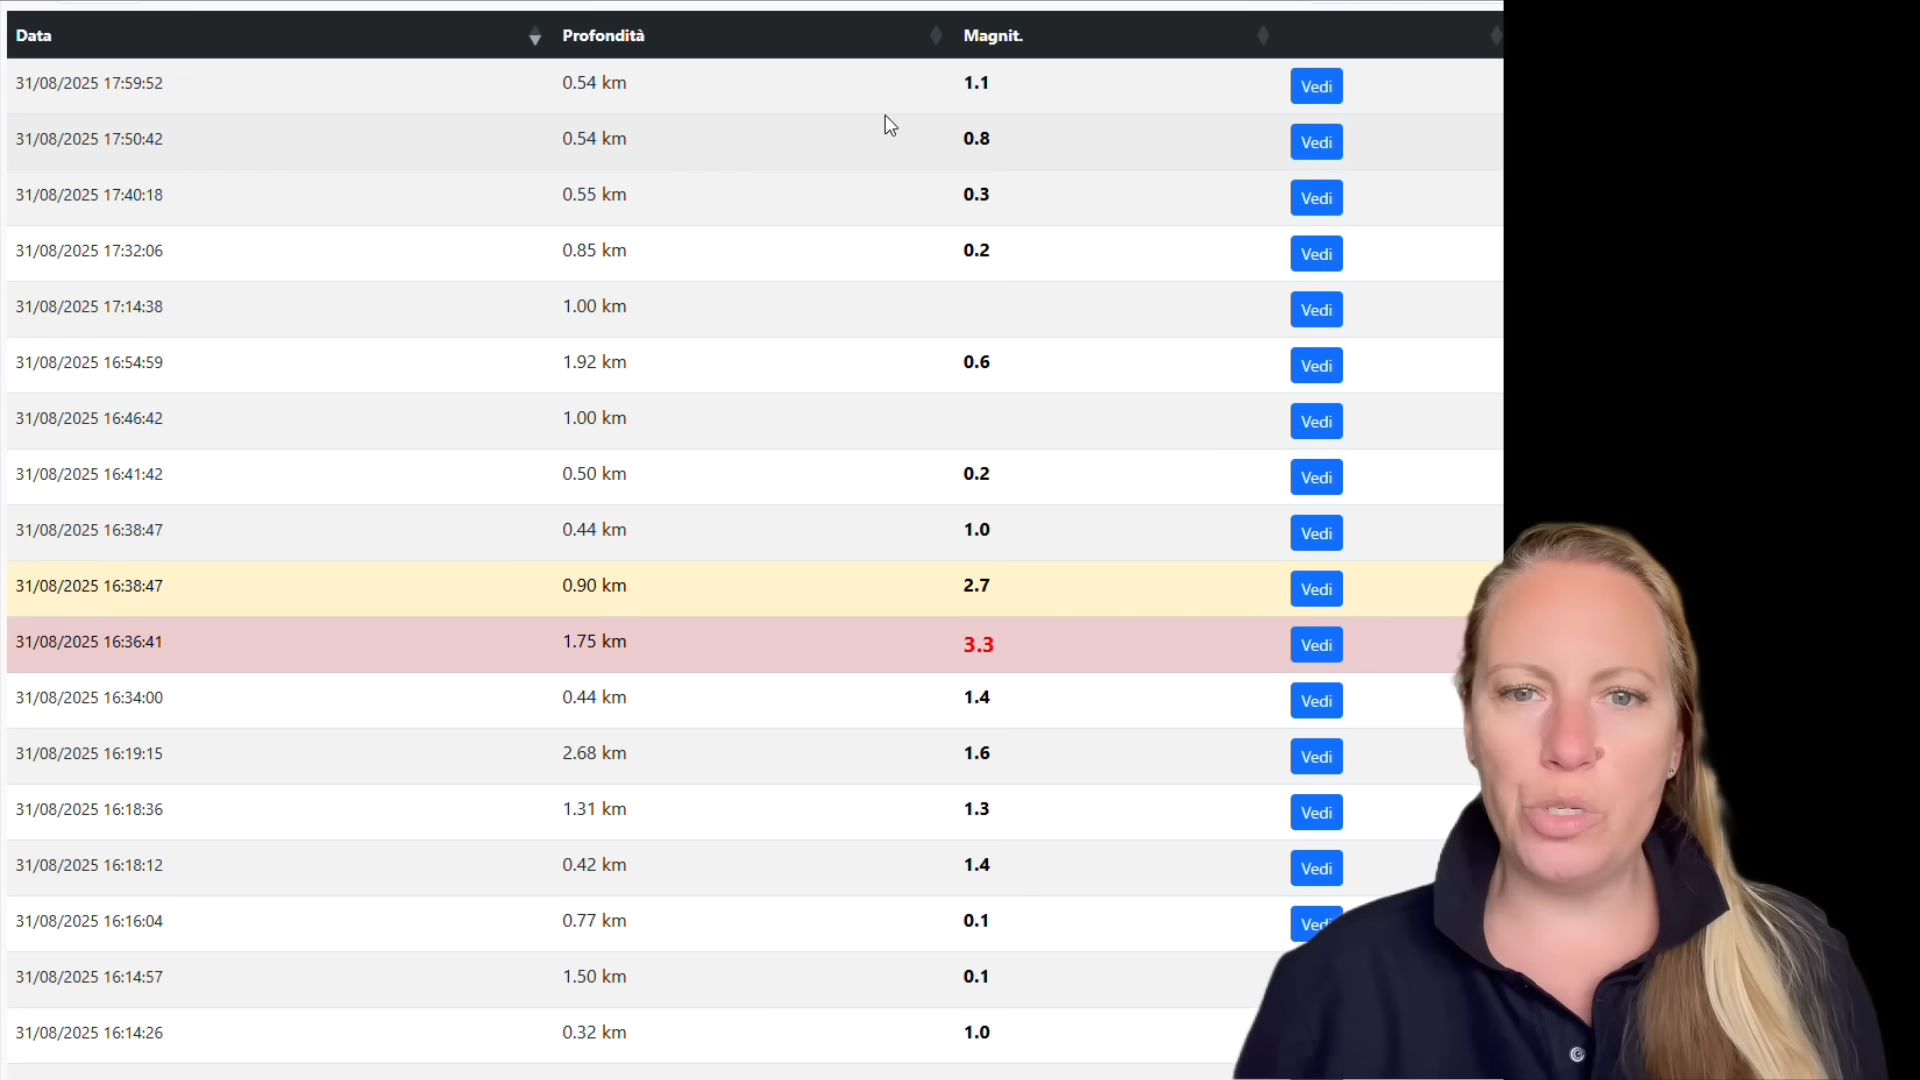 Data Profondità Magnit.
31/08/2025 17:59:52 0.54 km 1.1 Vedi
31/08/2025 17:50:42 0.54 km 0.8 Vedi
31/08/2025 17:40:18 0.55 km 0.3 Vedi
31/08/2025 17:32:06 0.85 km 0.2 Vedi
31/08/2025 17:14:38 1.00 km Vedi
31/08/2025 16:54:59 1.92 km 0.6 Vedi
31/08/2025 16:46:42 1.00 km Vedi
31/08/2025 16:41:42 0.50 km 0.2 Vedi
31/08/2025 16:38:47 0.44 km 1.0 Vedi
31/08/2025 16:38:47 0.90 km 2.7 Vedi
31/08/2025 16:36:41 1.75 km 3.3 Vedi
31/08/2025 16:34:00 0.44 km 1.4 Vedi
31/08/2025 16:19:15 2.68 km 1.6 Vedi
31/08/2025 16:18:36 1.31 km 1.3 Vedi
31/08/2025 16:18:12 0.42 km 1.4 Vedi
31/08/2025 16:16:04 0.77 km 0.1 Vedi
31/08/2025 16:14:57 1.50 km 0.1
31/08/2025 16:14:26 0.32 km 1.0